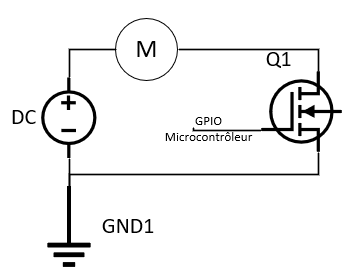 M
Q1
DC
GPIO
Microcontrôleur
GND1